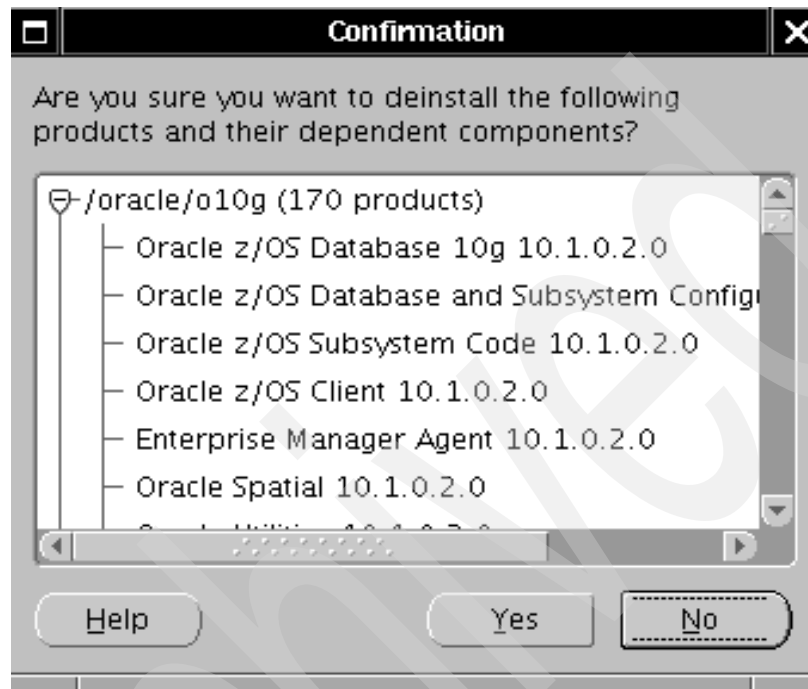 Confirmation
Are you sure you want to deinstall the following
products and their dependent components?
/oracle/o10g (170 products)
Oracle z/OS Database 10g 10.1.0.2.0
Oracle z/OS Database and Subsystem
Oracle z/OS Subsystem Code 10.1.0.2.0
Oracle z/OS Client 10.1.0.2.0
Enterprise Manager Agent 10.1.0.2.0
Oracle Spatial 10.1.0.2.0
Help
Yes
No